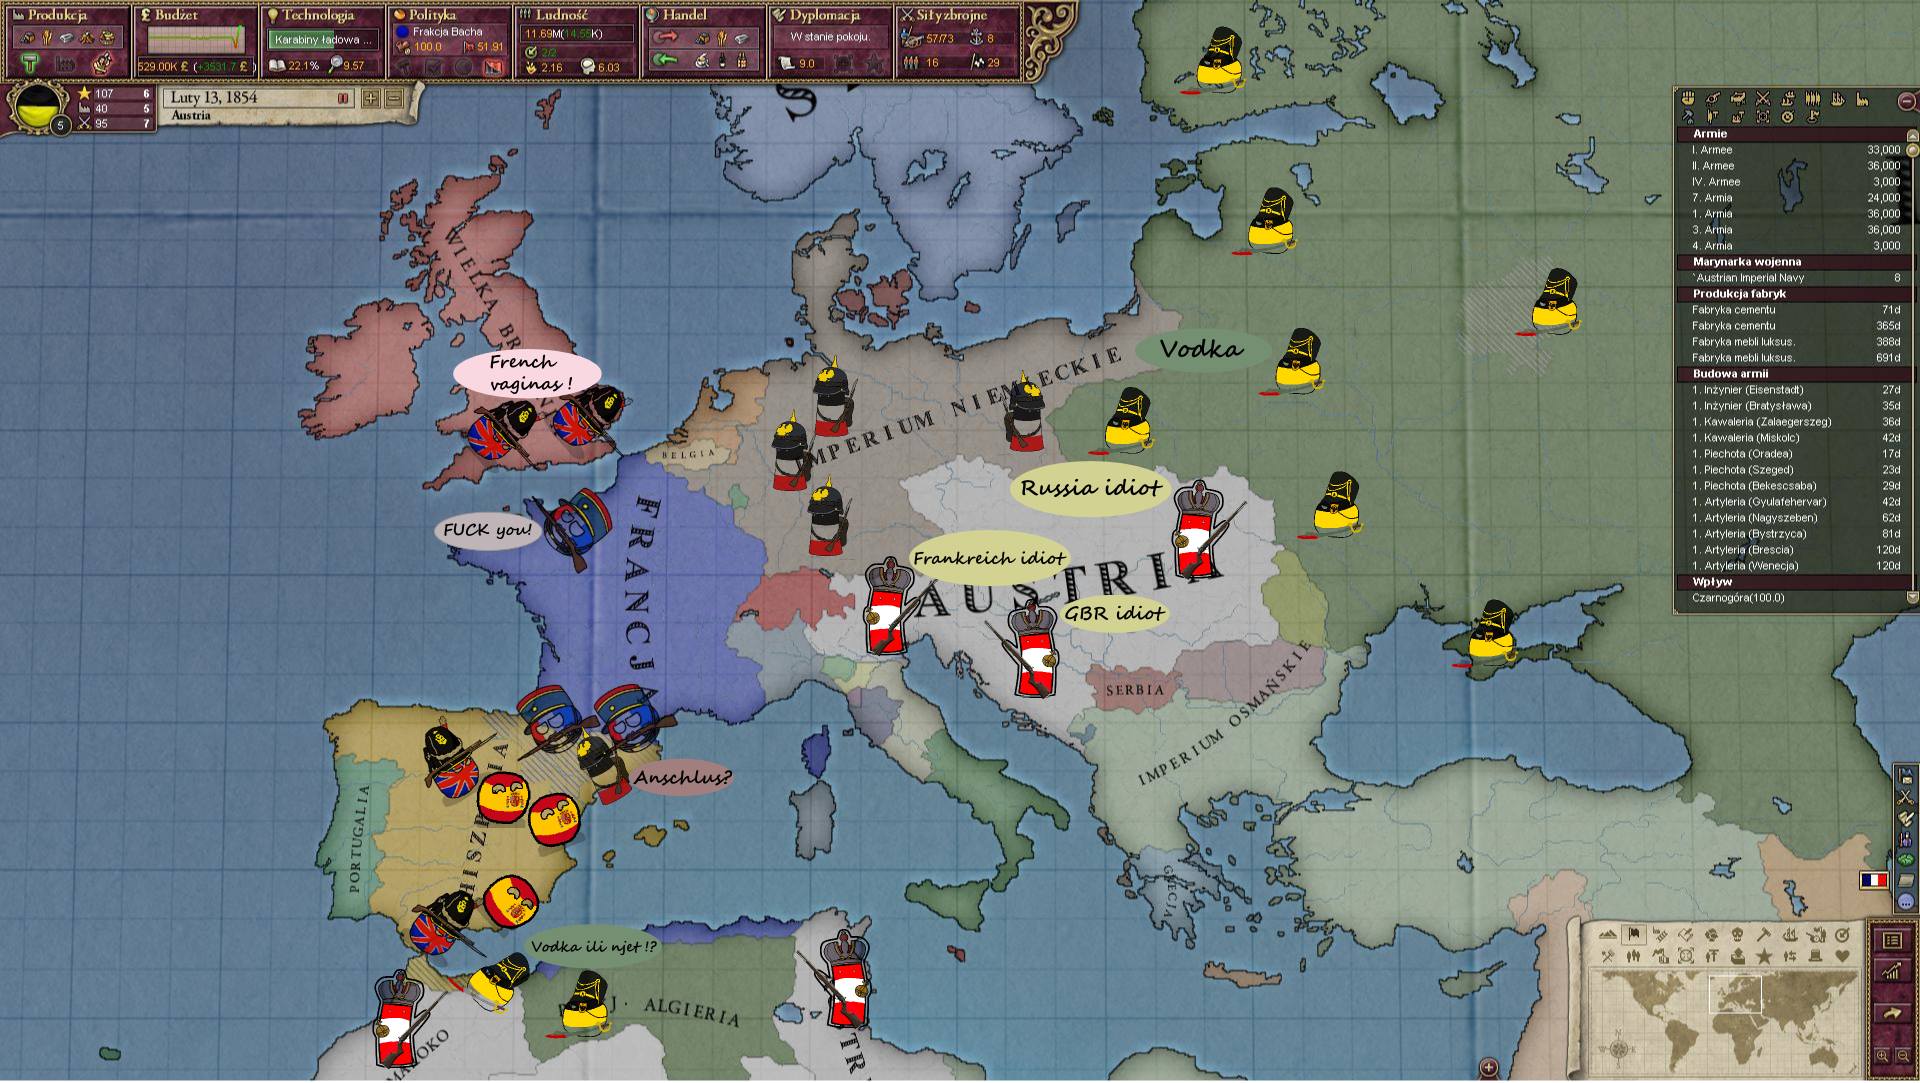 Produkcja
Budżet
Technologia
Polityka
Ludność
Handel
Dyplomacja
Siły zbrojne
Karabiny ładowa ...
Frakcja Bacha
11.69M(14.55K)
W stanie pokoju.
57/73
8
100.0
51.91
2/2
529.00K £ (+3531.7 £ )
22.1%
9.57
2.16
6.03
9.0
16
29
107 6
40 5
95 7
5
Luty 13, 1854
Austria
Armie
I. Armee 33,000
II. Armee 36,000
IV. Armee 3,000
7. Armia 24,000
1. Armia 36,000
3. Armia 36,000
4. Armia 3,000
Marynarka wojenna
`Austrian Imperial Navy 8
Produkcja fabryk
Fabryka cementu 71d
Fabryka cementu 365d
Fabryka mebli luksus. 388d
Fabryka mebli luksus. 691d
Budowa armii
1. Inżynier (Eisenstadt) 27d
1. Inżynier (Bratysława) 35d
1. Kawaleria (Zalaegerszeg) 36d
1. Kawaleria (Miskolc) 42d
1. Piechota (Oradea) 17d
1. Piechota (Szeged) 23d
1. Piechota (Bekescsaba) 29d
1. Artyleria (Gyulafehervar) 42d
1. Artyleria (Nagyszeben) 62d
1. Artyleria (Bystrzyca) 81d
1. Artyleria (Brescia) 120d
1. Artyleria (Wenecja) 120d
Wpływ
Czarnogóra(100.0)
WIELKA BR
French
vaginas !
Vodka
IMPERIUM NIEMIECKIE
BELGIA
Russia idiot
FUCK you!
FRANCJA
Frankreich idiot
AUSTRIA
GBR idiot
SERBIA
IMPERIUM OSMAŃSKIE
Anschlus?
PORTUGALIA
HISZPANIA
GRECJA
Vodka ili njet !?
ALGIERIA
MAROKO
TR